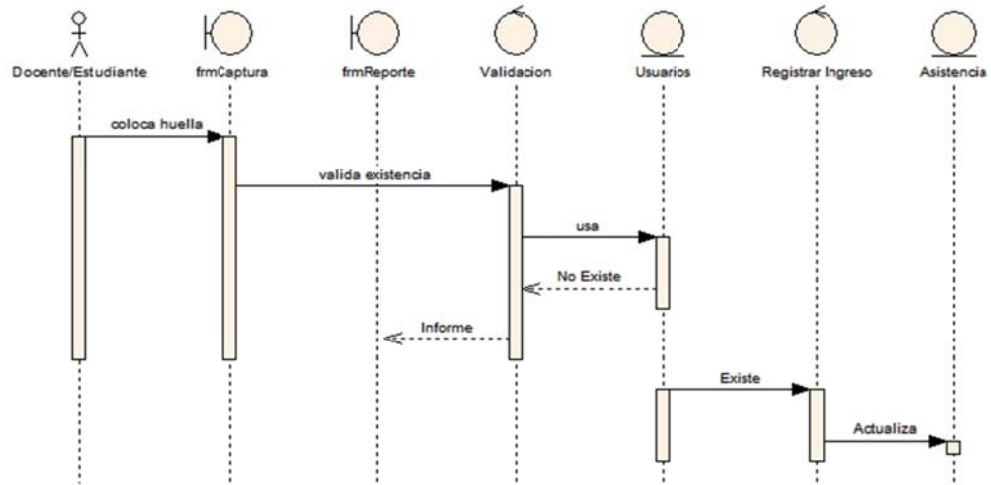 Docente/Estudiante
frmCaptura
frmReporte
Validacion
Usuarios
Registrar Ingreso
Asistencia
coloca huella
valida existencia
usa
No Existe
Informe
Existe
Actualiza